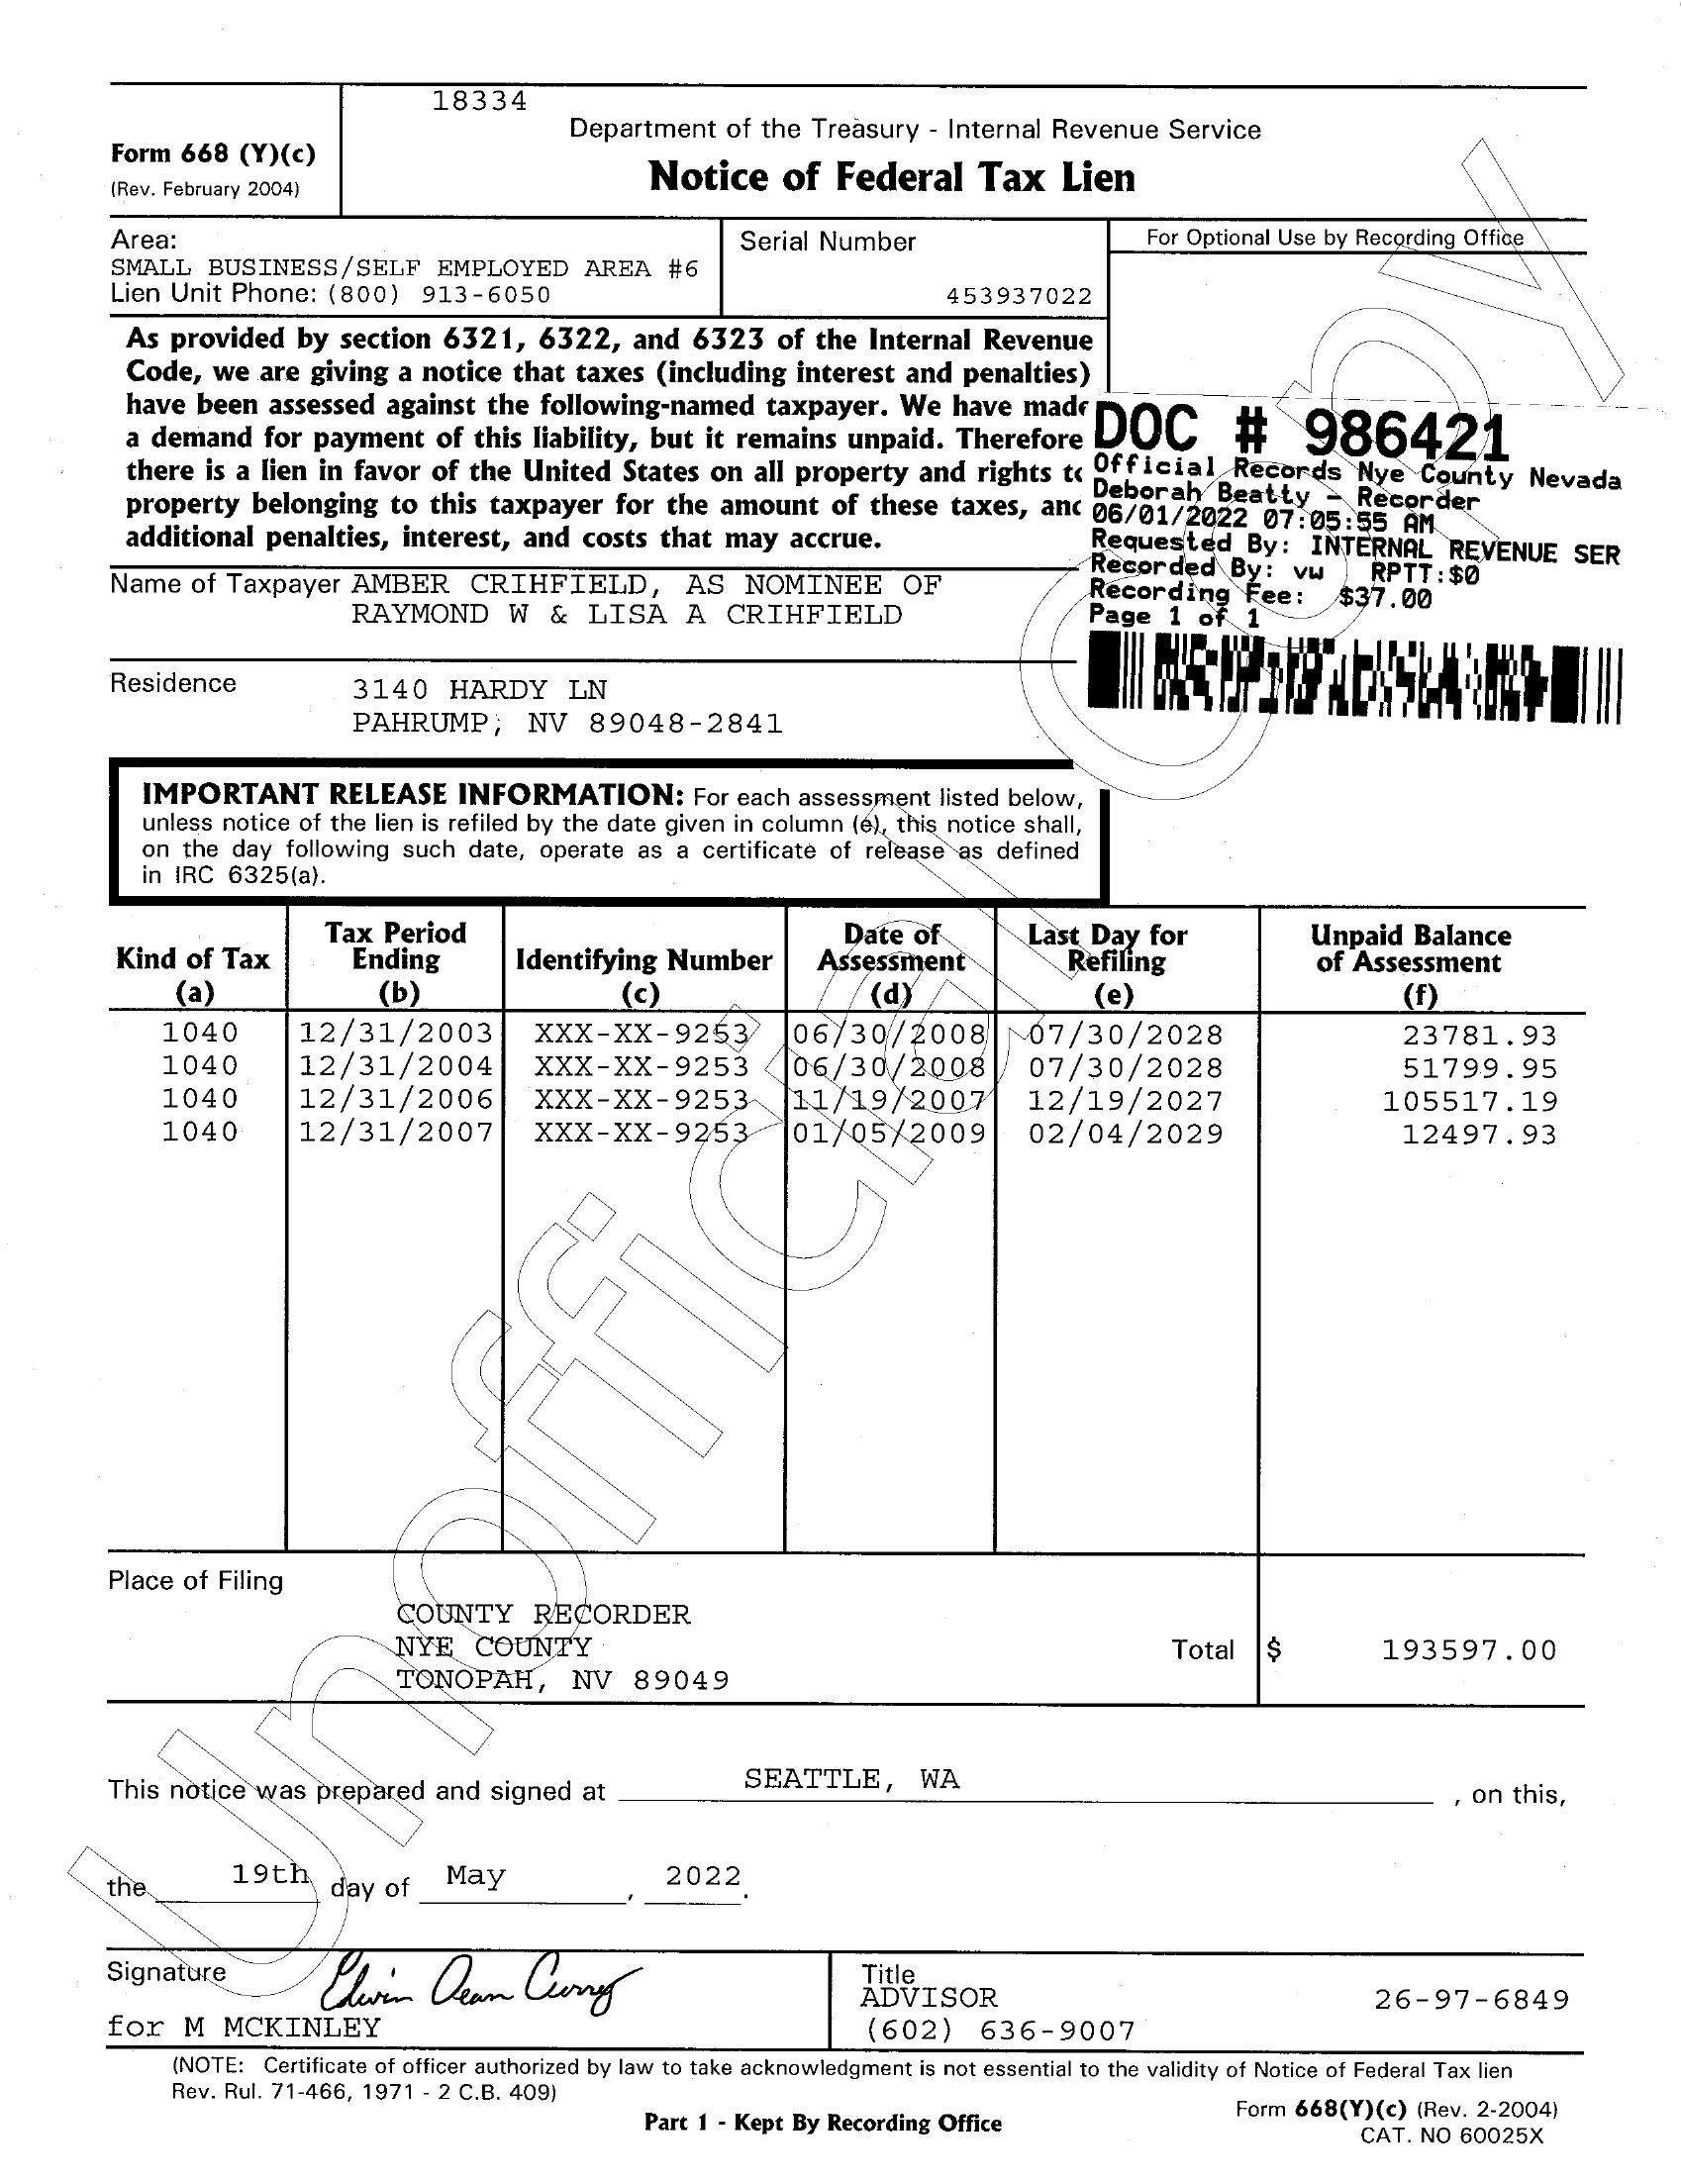 18334
Form 668 (Y)(c)
(Rev. February 2004)
Department of the Treasury - Internal Revenue Service
Notice of Federal Tax Lien
Area:
SMALL BUSINESS/SELF EMPLOYED AREA #6
Lien Unit Phone: (800) 913-6050
Serial Number
453937022
For Optional Use by Recording Office
As provided by section 6321, 6322, and 6323 of the Internal Revenue
Code, we are giving a notice that taxes (including interest and penalties)
have been assessed against the following-named taxpayer. We have made
a demand for payment of this liability, but it remains unpaid. Therefore
there is a lien in favor of the United States on all property and rights to
property belonging to this taxpayer for the amount of these taxes, and
additional penalties, interest, and costs that may accrue.
DOC # 986421
Official Records Nye County Nevada
Deborah Beatty - Recorder
06/01/2022 07:05:55 AM
Requested By: INTERNAL REVENUE SER
Recorded By: vw RPTT:$0
Recording Fee: $37.00
Page 1 of 1
Name of Taxpayer AMBER CRIHFIELD, AS NOMINEE OF
RAYMOND W & LISA A CRIHFIELD
Residence
3140 HARDY LN
PAHRUMP, NV 89048-2841
IMPORTANT RELEASE INFORMATION: For each assessment listed below,
unless notice of the lien is refiled by the date given in column (e), this notice shall,
on the day following such date, operate as a certificate of release as defined
in IRC 6325(a).
Kind of Tax (a) Tax Period Ending (b) Identifying Number (c) Date of Assessment (d) Last Day for Refiling (e) Unpaid Balance of Assessment (f)
1040 12/31/2003 XXX-XX-9253 06/30/2008 07/30/2028 23781.93
1040 12/31/2004 XXX-XX-9253 06/30/2008 07/30/2028 51799.95
1040 12/31/2006 XXX-XX-9253 11/19/2007 12/19/2027 105517.19
1040 12/31/2007 XXX-XX-9253 01/05/2009 02/04/2029 12497.93
Place of Filing
COUNTY RECORDER
NYE COUNTY
TONOPAH, NV 89049
Total $ 193597.00
This notice was prepared and signed at SEATTLE, WA , on this,
the 19th day of May , 2022.
Signature
Edwin Dean Curry
for M MCKINLEY
Title
ADVISOR
(602) 636-9007
26-97-6849
(NOTE: Certificate of officer authorized by law to take acknowledgment is not essential to the validity of Notice of Federal Tax lien
Rev. Rul. 71-466, 1971 - 2 C.B. 409)
Part 1 - Kept By Recording Office
Form 668(Y)(c) (Rev. 2-2004)
CAT. NO 60025X
Unofficial Copy